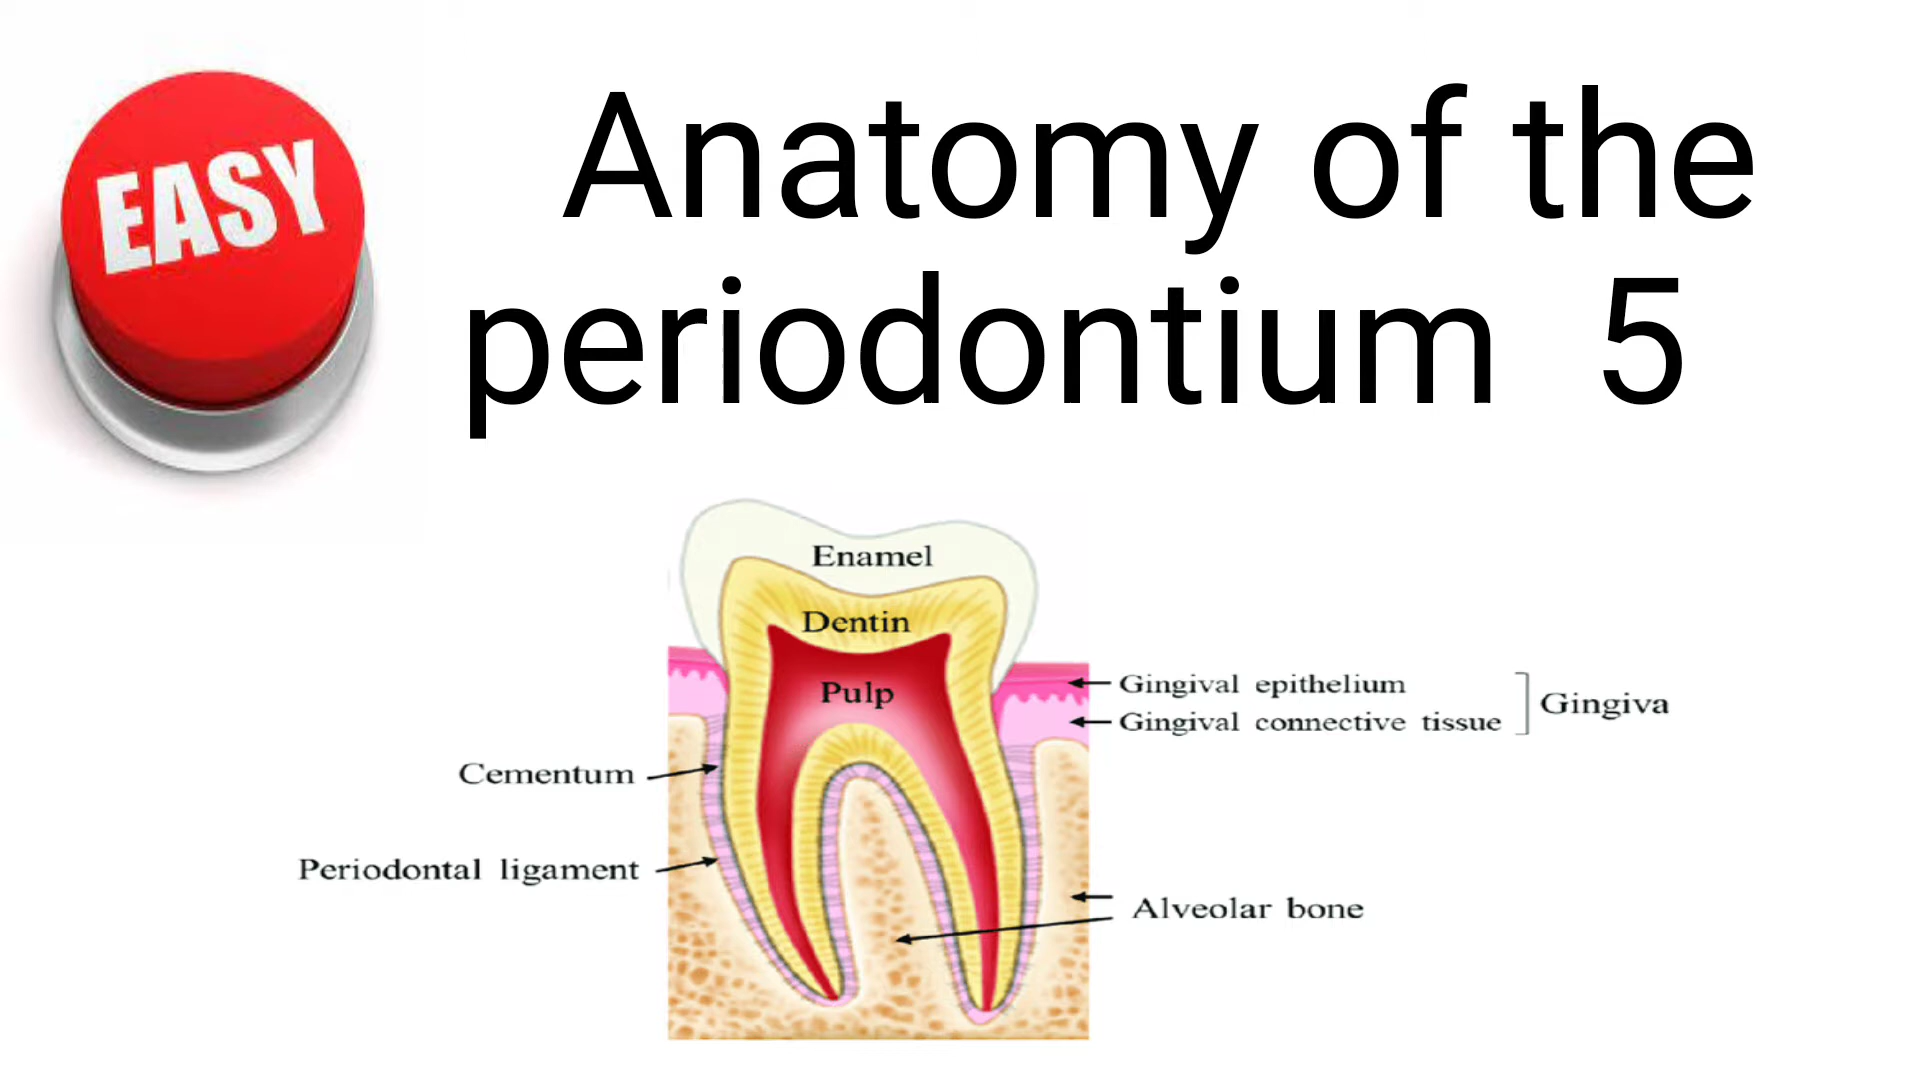 EASY
Anatomy of the
periodontium 5
Enamel
Dentin
Pulp
Gingival epithelium
Gingival connective tissue
Gingiva
Cementum
Periodontal ligament
Alveolar bone